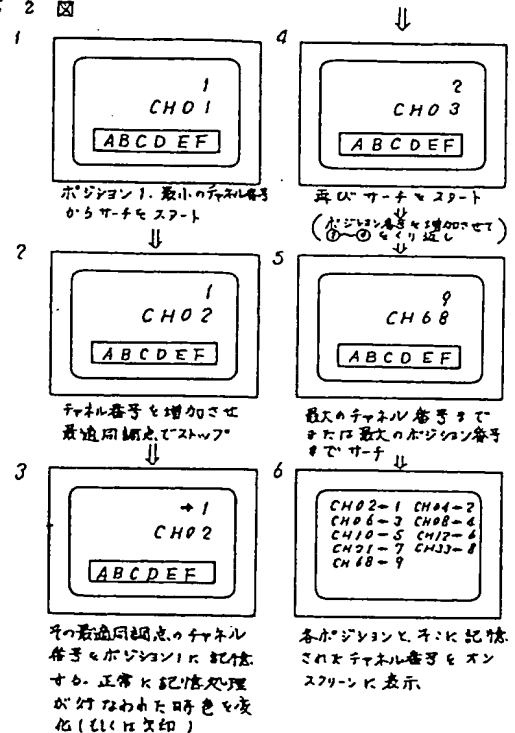 第 2 図
1
1
CH01
ABCDEF
ポジション1、最小のチャネル番号
からサーチをスタート
⇓
2
1
CH02
ABCDEF
チャネル番号を増加させ
最適同調点でストップ
⇓
3
→1
CH02
ABCDEF
その最適同調点のチャネル
番号をポジション1に記憶
する。正常に記憶処理
が行なわれた時色を変
化(もしくは矢印)
⇓
4
2
CH03
ABCDEF
再びサーチをスタート
⇓
(ポジション番号を増加させて
をくり返し)
⇓
5
9
CH68
ABCDEF
最大のチャネル番号まで
または最大のポジション番号
までサーチ
⇓
6
CH02-1 CH04-2
CH06-3 CH08-4
CH10-5 CH12-6
CH21-7 CH33-8
CH68-9
各ポジションと、そこに記憶
されたチャネル番号をオン
スクリーンに表示